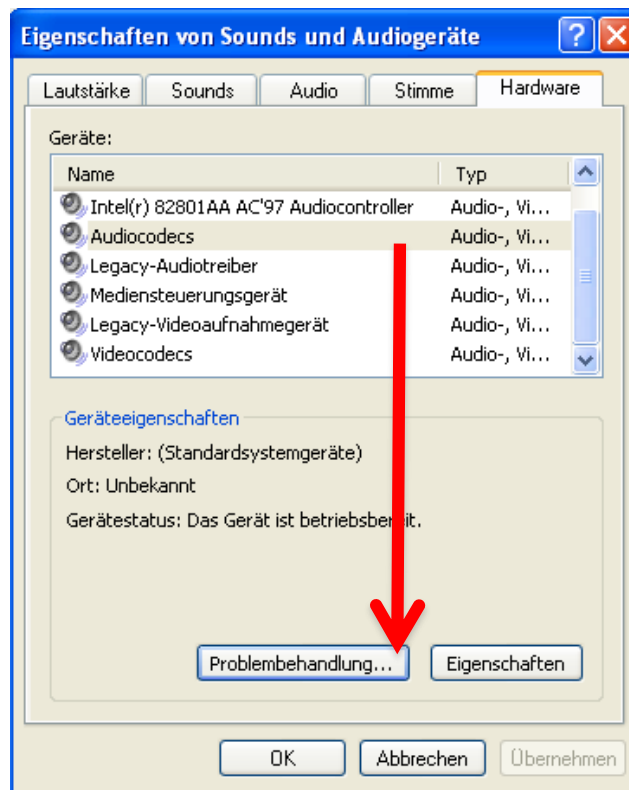 Eigenschaften von Sounds und Audiogeräte
Lautstärke Sounds Audio Stimme Hardware
Geräte:
Name Typ
Intel(r) 82801AA AC'97 Audiocontroller Audio-, Vi...
Audiocodecs Audio-, Vi...
Legacy-Audiotreiber Audio-, Vi...
Mediensteuerungsgerät Audio-, Vi...
Legacy-Videoaufnahmegerät Audio-, Vi...
Videocodecs Audio-, Vi...
Geräteeigenschaften
Hersteller: (Standardsystemgeräte)
Ort: Unbekannt
Gerätestatus: Das Gerät ist betriebsbereit.
Problembehandlung... Eigenschaften
OK Abbrechen Übernehmen